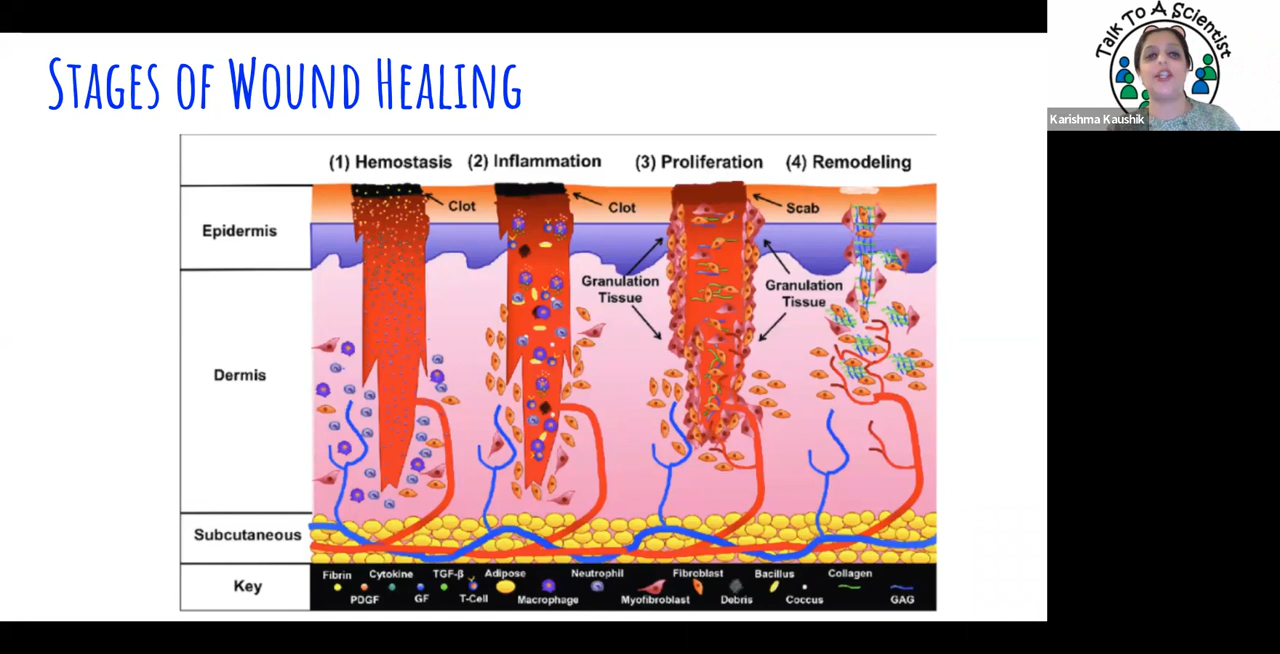 STAGES OF WOUND HEALING
Talk To A Scientist
Karishma Kaushik
(1) Hemostasis (2) Inflammation (3) Proliferation (4) Remodeling
Clot
Clot
Scab
Epidermis
Granulation
Tissue
Granulation
Tissue
Dermis
Subcutaneous
Key
Fibrin Cytokine TGF-β Adipose Neutrophil Fibroblast Bacillus Collagen
PDGF GF T-Cell Macrophage Myofibroblast Debris Coccus GAG